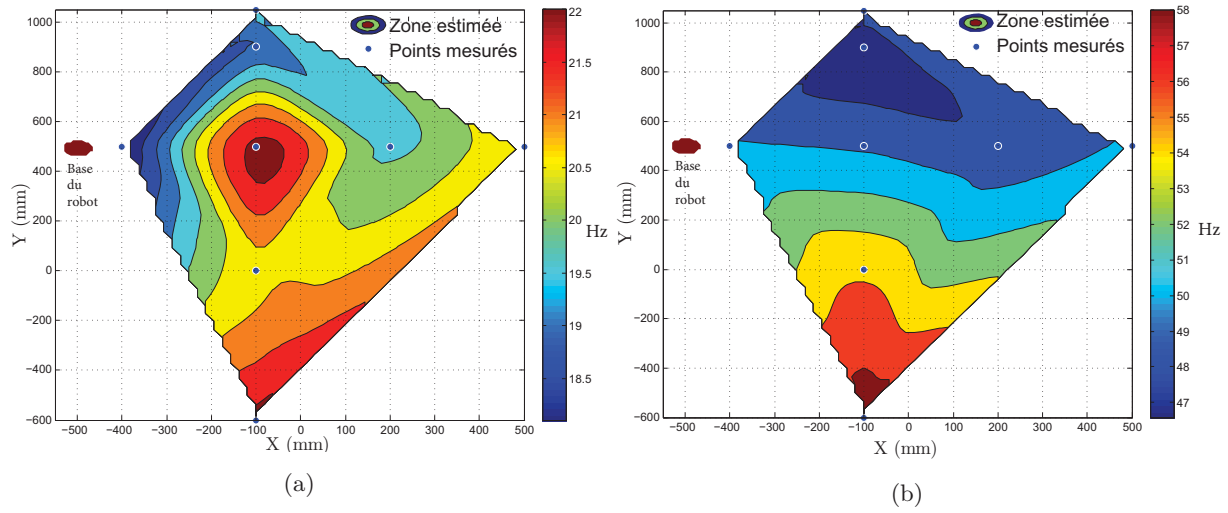 Zone estimée
Points mesurés
1000
800
600
400
200
0
−200
−400
−600
Y (mm)
Base
du
robot
−500 −400 −300 −200 −100 0 100 200 300 400 500
X (mm)
22
21.5
21
20.5
20
19.5
19
18.5
Hz
(a)
Zone estimée
Points mesurés
1000
800
600
400
200
0
−200
−400
−600
Y (mm)
Base
du
robot
−500 −400 −300 −200 −100 0 100 200 300 400 500
X (mm)
58
57
56
55
54
53
52
51
50
49
48
47
Hz
(b)